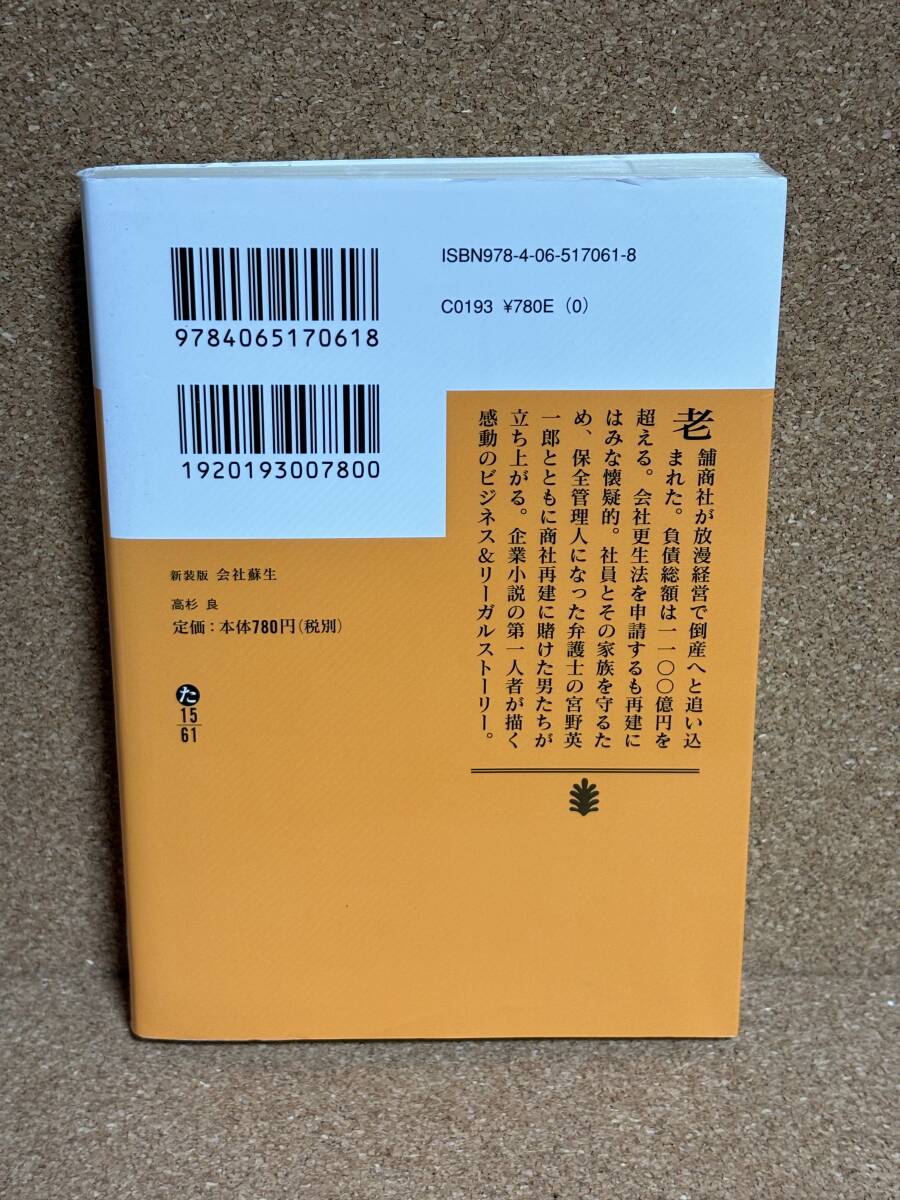 ISBN978-4-06-517061-8
C0193 ¥780E (0)
9784065170618
1920193007800
老舗商社が放漫経営で倒産へと追い込
まれた。負債総額は一一〇〇億円を
超える。会社更生法を申請するも再建に
はみな懐疑的。社員とその家族を守るた
め、保全管理人になった弁護士の宮野英
一郎とともに商社再建に賭けた男たちが
立ち上がる。企業小説の第一人者が描く
感動のビジネス&リーガルストーリー。
新装版 会社蘇生
高杉 良
定価:本体780円(税別)
た
15
61